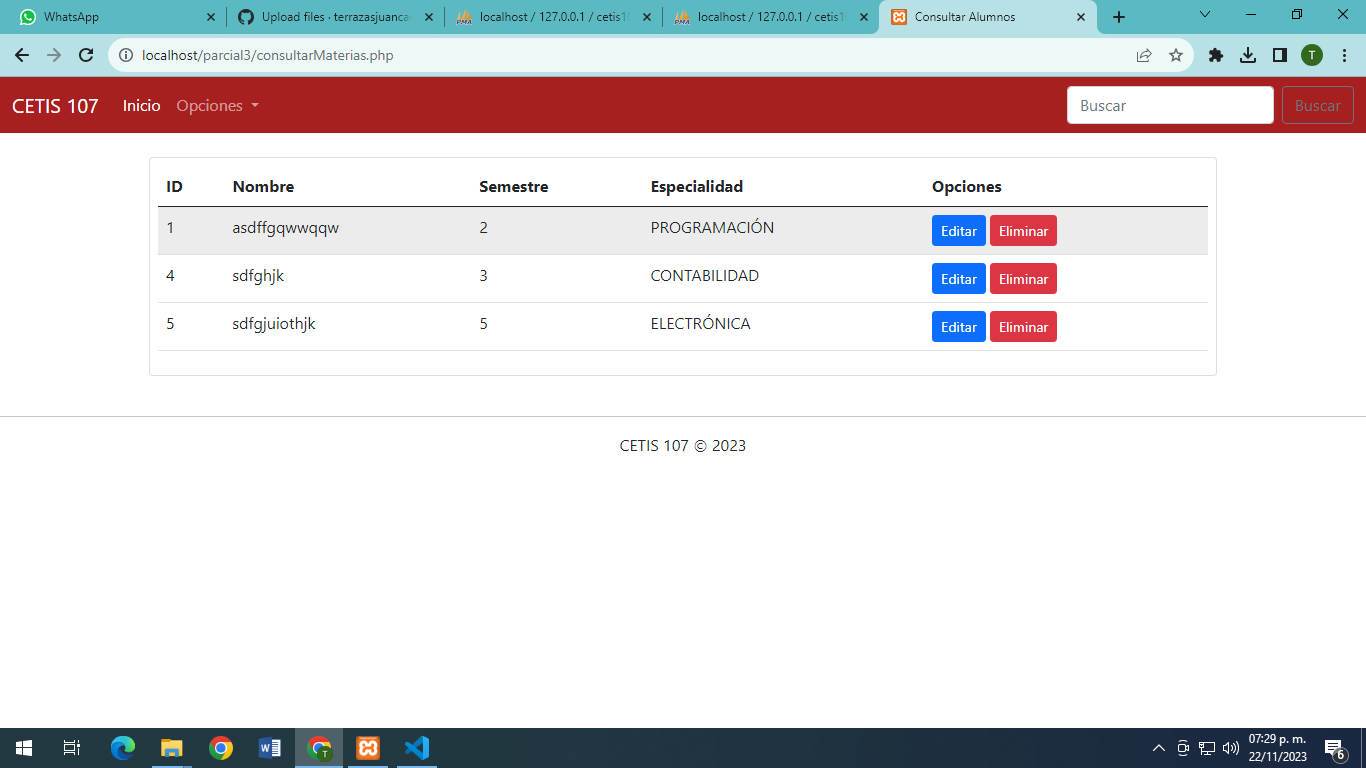 WhatsApp
Upload files · terrazasjuanca
localhost / 127.0.0.1 / cetis10
localhost / 127.0.0.1 / cetis10
Consultar Alumnos
localhost/parcial3/consultarMaterias.php
T
CETIS 107 Inicio Opciones Buscar Buscar
ID Nombre Semestre Especialidad Opciones
1 asdffgqwwqqw 2 PROGRAMACIÓN Editar Eliminar
4 sdfghjk 3 CONTABILIDAD Editar Eliminar
5 sdfgjuiothjk 5 ELECTRÓNICA Editar Eliminar
CETIS 107 © 2023
07:29 p. m.
22/11/2023
6